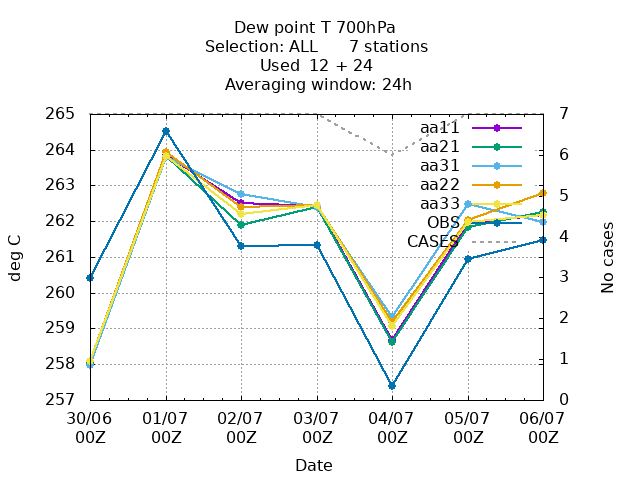 Dew point T 700hPa
Selection: ALL 7 stations
Used 12 + 24
Averaging window: 24h
265
264
263
262
261
260
259
258
257
deg C
7
6
5
4
3
2
1
0
No cases
aa11
aa21
aa31
aa22
aa33
OBS
CASES
30/06 01/07 02/07 03/07 04/07 05/07 06/07
00Z 00Z 00Z 00Z 00Z 00Z 00Z
Date